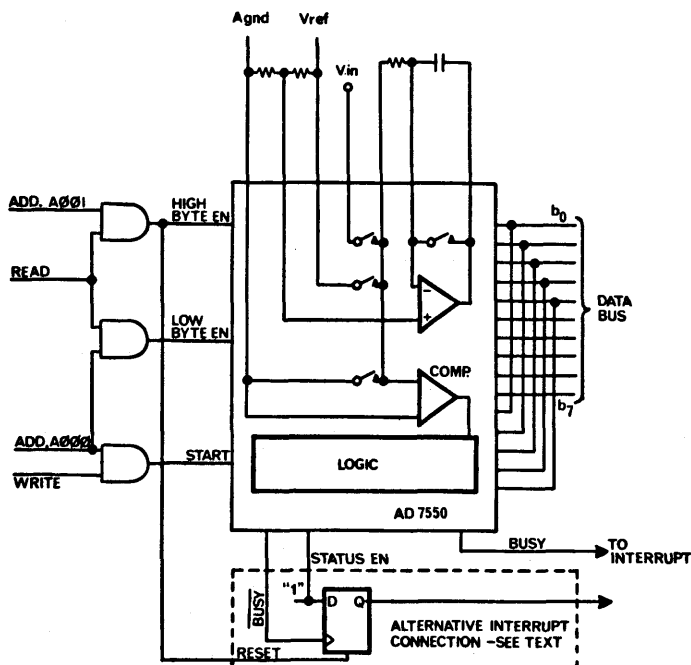 Agnd Vref
Vin
ADD. AØØ1
HIGH
BYTE EN
READ
LOW
BYTE EN
ADD. AØØØ
WRITE
START
b0
DATA
BUS
b7
-
+
COMP.
LOGIC
AD 7550
BUSY
TO
INTERRUPT
STATUS EN
"1"
D Q
BUSY
RESET
ALTERNATIVE INTERRUPT
CONNECTION -SEE TEXT